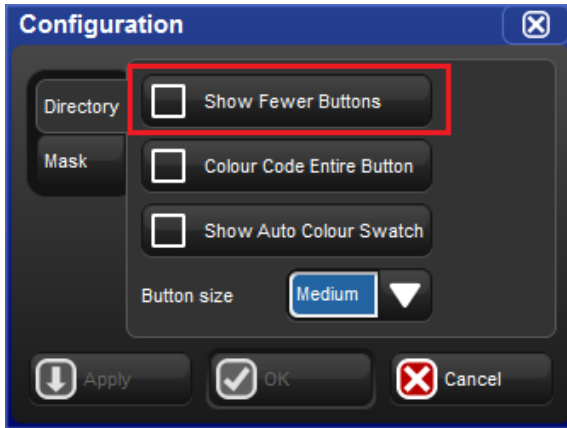 Configuration
Directory
Mask
Show Fewer Buttons
Colour Code Entire Button
Show Auto Colour Swatch
Button size
Medium
Apply
OK
Cancel